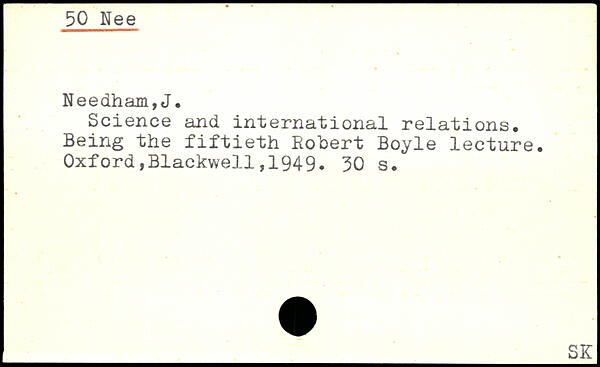 50 Nee
Needham,J.
Science and international relations.
Being the fiftieth Robert Boyle lecture.
Oxford,Blackwell,1949. 30 s.
SK